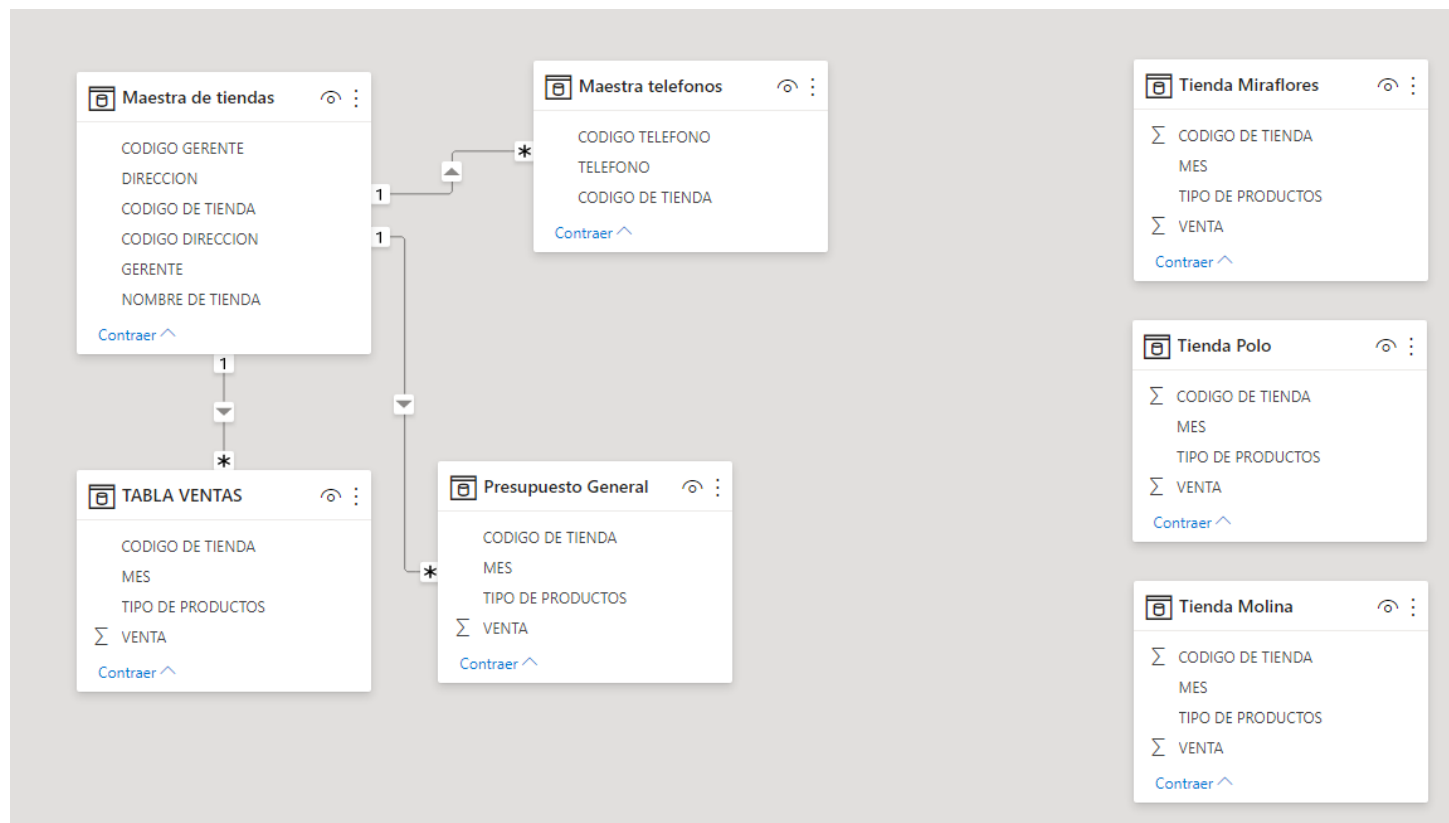 Maestra de tiendas
CODIGO GERENTE
DIRECCION
CODIGO DE TIENDA
CODIGO DIRECCION
GERENTE
NOMBRE DE TIENDA
Contraer
1
1
1
*
Maestra telefonos
CODIGO TELEFONO
TELEFONO
CODIGO DE TIENDA
Contraer
*
TABLA VENTAS
CODIGO DE TIENDA
MES
TIPO DE PRODUCTOS
∑ VENTA
Contraer
*
Presupuesto General
CODIGO DE TIENDA
MES
TIPO DE PRODUCTOS
∑ VENTA
Contraer
Tienda Miraflores
∑ CODIGO DE TIENDA
MES
TIPO DE PRODUCTOS
∑ VENTA
Contraer
Tienda Polo
∑ CODIGO DE TIENDA
MES
TIPO DE PRODUCTOS
∑ VENTA
Contraer
Tienda Molina
∑ CODIGO DE TIENDA
MES
TIPO DE PRODUCTOS
∑ VENTA
Contraer